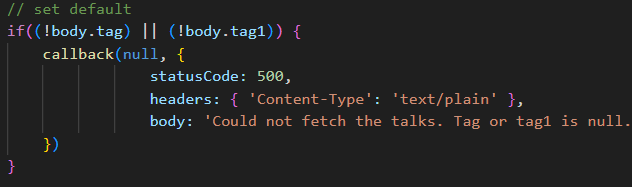 // set default
if((!body.tag) || (!body.tag1)) {
callback(null, {
statusCode: 500,
headers: { 'Content-Type': 'text/plain' },
body: 'Could not fetch the talks. Tag or tag1 is null.
})
}